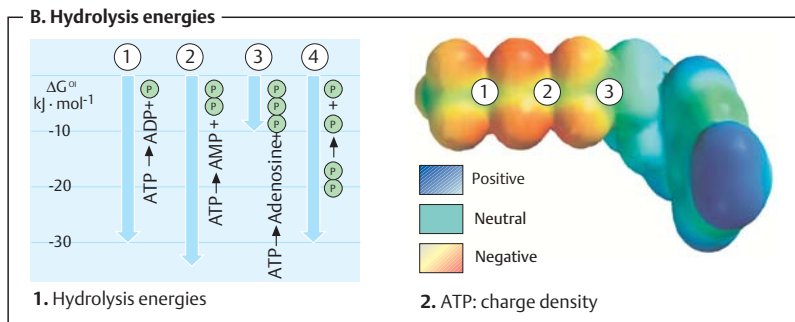 B. Hydrolysis energies
1 2 3 4
ΔG⁰ᴵ
kJ · mol⁻¹
-10
-20
-30
ATP → ADP + P
ATP → AMP + P P
ATP → Adenosine + P P P
P P → P + P
1. Hydrolysis energies
1 2 3
Positive
Neutral
Negative
2. ATP: charge density